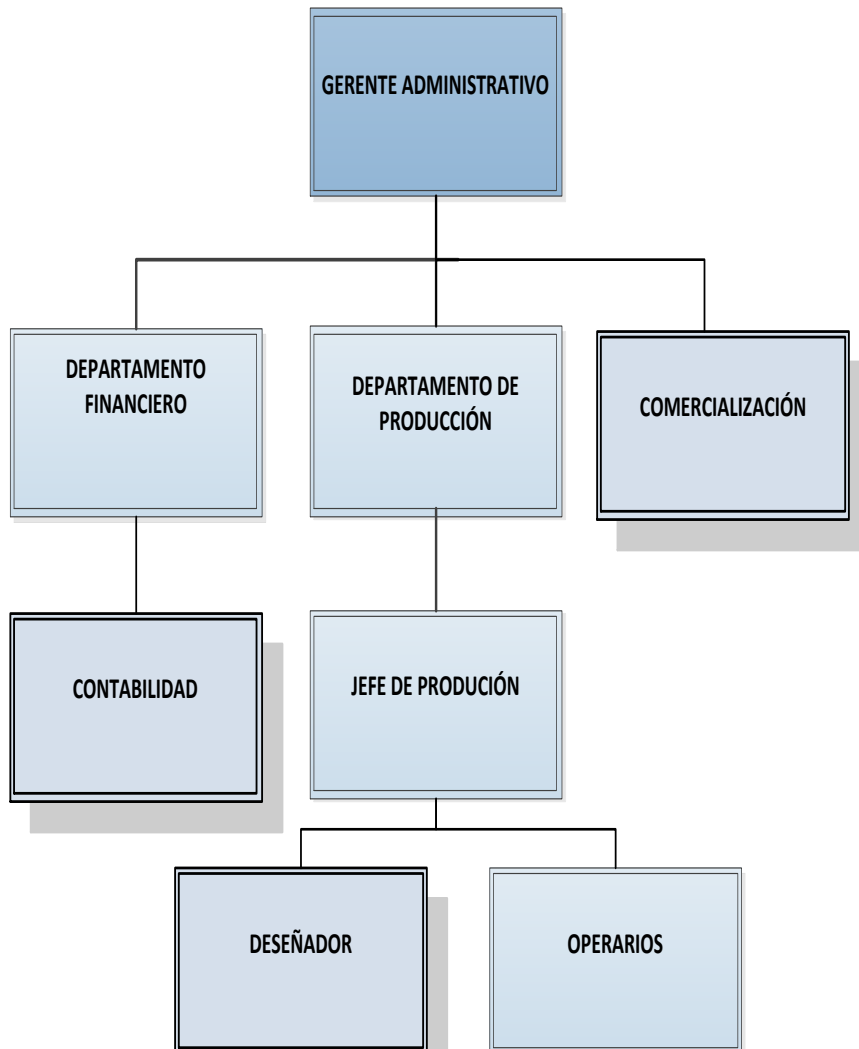 GERENTE ADMINISTRATIVO
DEPARTAMENTO
FINANCIERO
DEPARTAMENTO DE
PRODUCCIÓN
COMERCIALIZACIÓN
CONTABILIDAD
JEFE DE PRODUCIÓN
DESEÑADOR
OPERARIOS